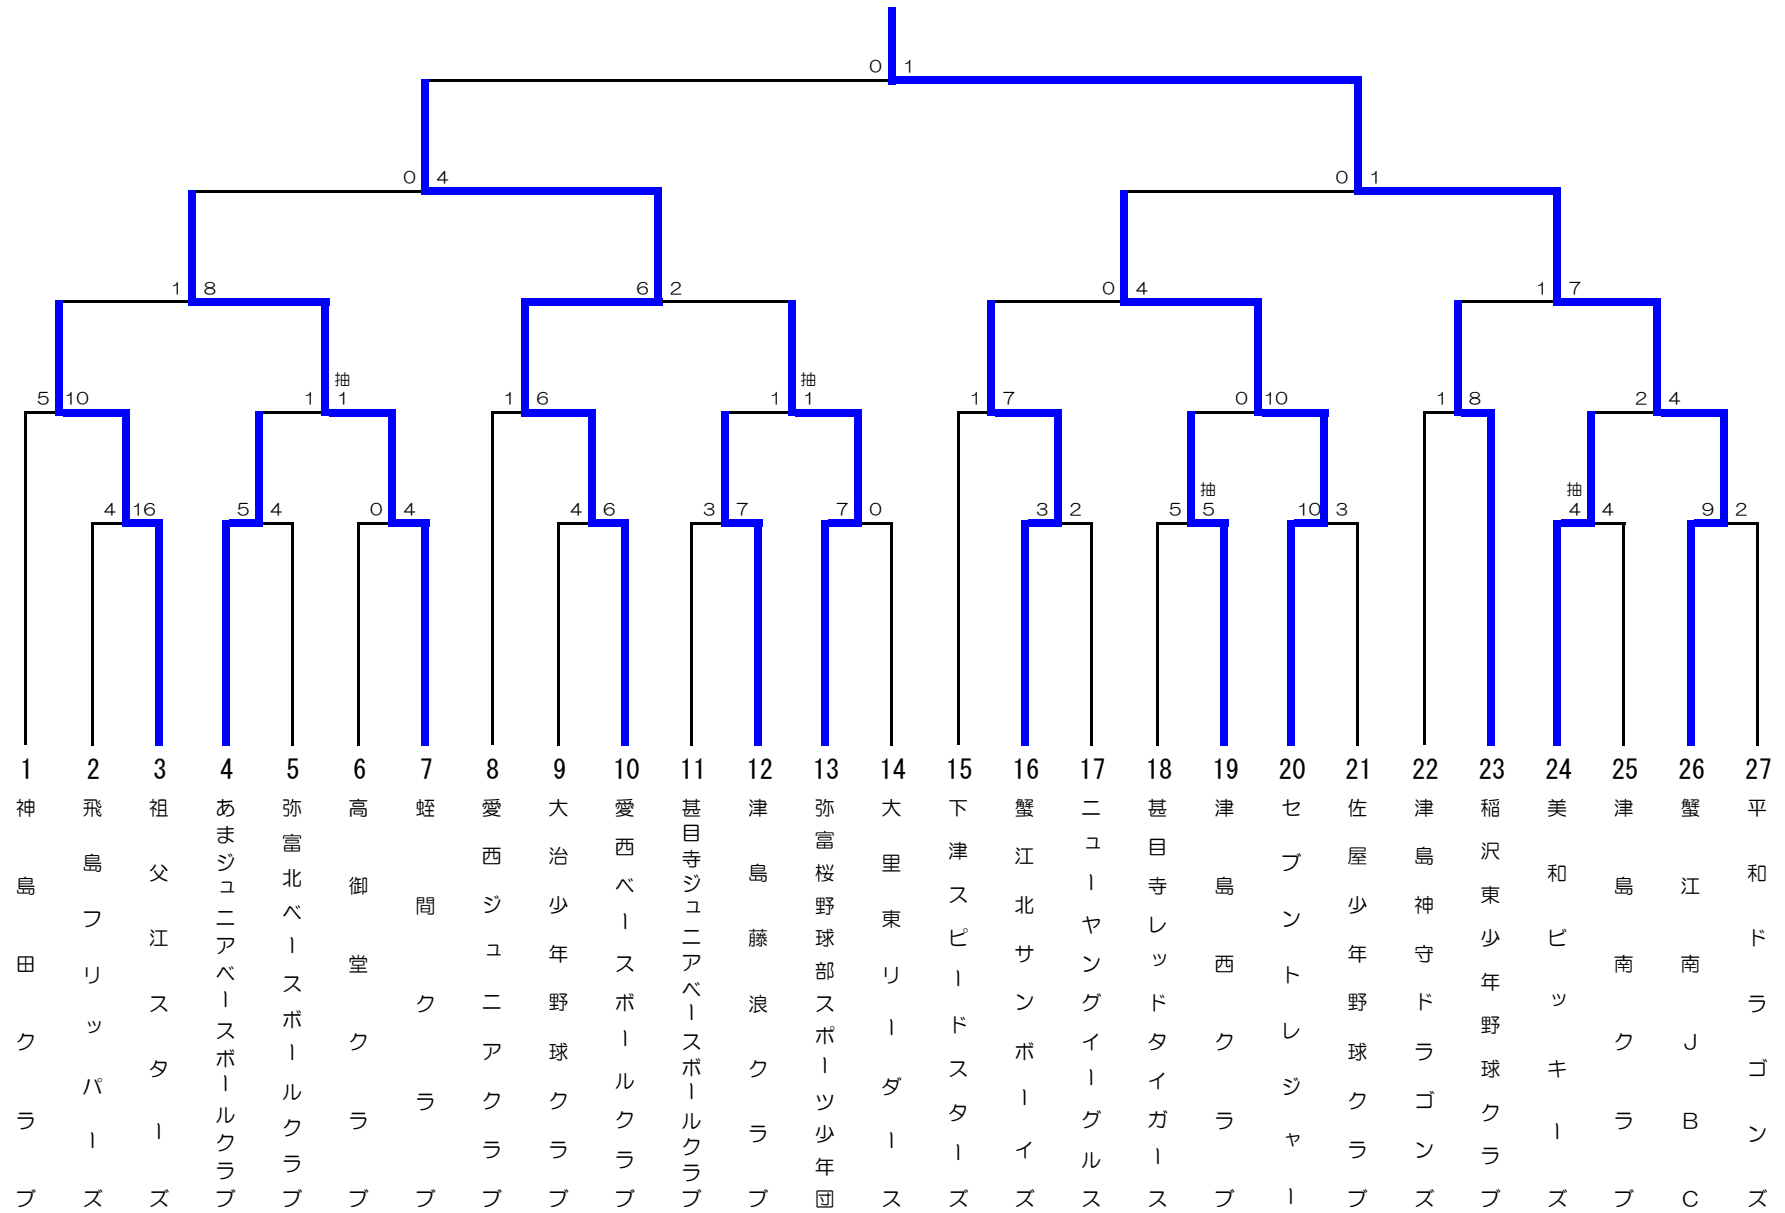 0 1
0 4 0 1
1 8 6 2 0 4 1 7
抽 抽
5 10 1 1 1 6 1 1 1 7 0 10 1 8 2 4
抽 抽
4 16 5 4 0 4 4 6 3 7 7 0 3 2 5 5 10 3 4 4 9 2
1 2 3 4 5 6 7 8 9 10 11 12 13 14 15 16 17 18 19 20 21 22 23 24 25 26 27
神島田クラブ
飛島フリッパーズ
祖父江スターズ
あまジュニアベースボールクラブ
弥富北ベースボールクラブ
高御堂クラブ
蛭間クラブ
愛西ジュニアクラブ
大治少年野球クラブ
愛西ベースボールクラブ
甚目寺ジュニアベースボールクラブ
津島藤浪クラブ
弥富桜野球部スポーツ少年団
大里東リーダース
下津スピードスターズ
蟹江北サンボーイズ
ニューヤングイーグルス
甚目寺レッドタイガース
津島西クラブ
セブントレジャー
佐屋少年野球クラブ
津島神守ドラゴンズ
稲沢東少年野球クラブ
美和ビッキーズ
津島南クラブ
蟹江南JBC
平和ドラゴンズ